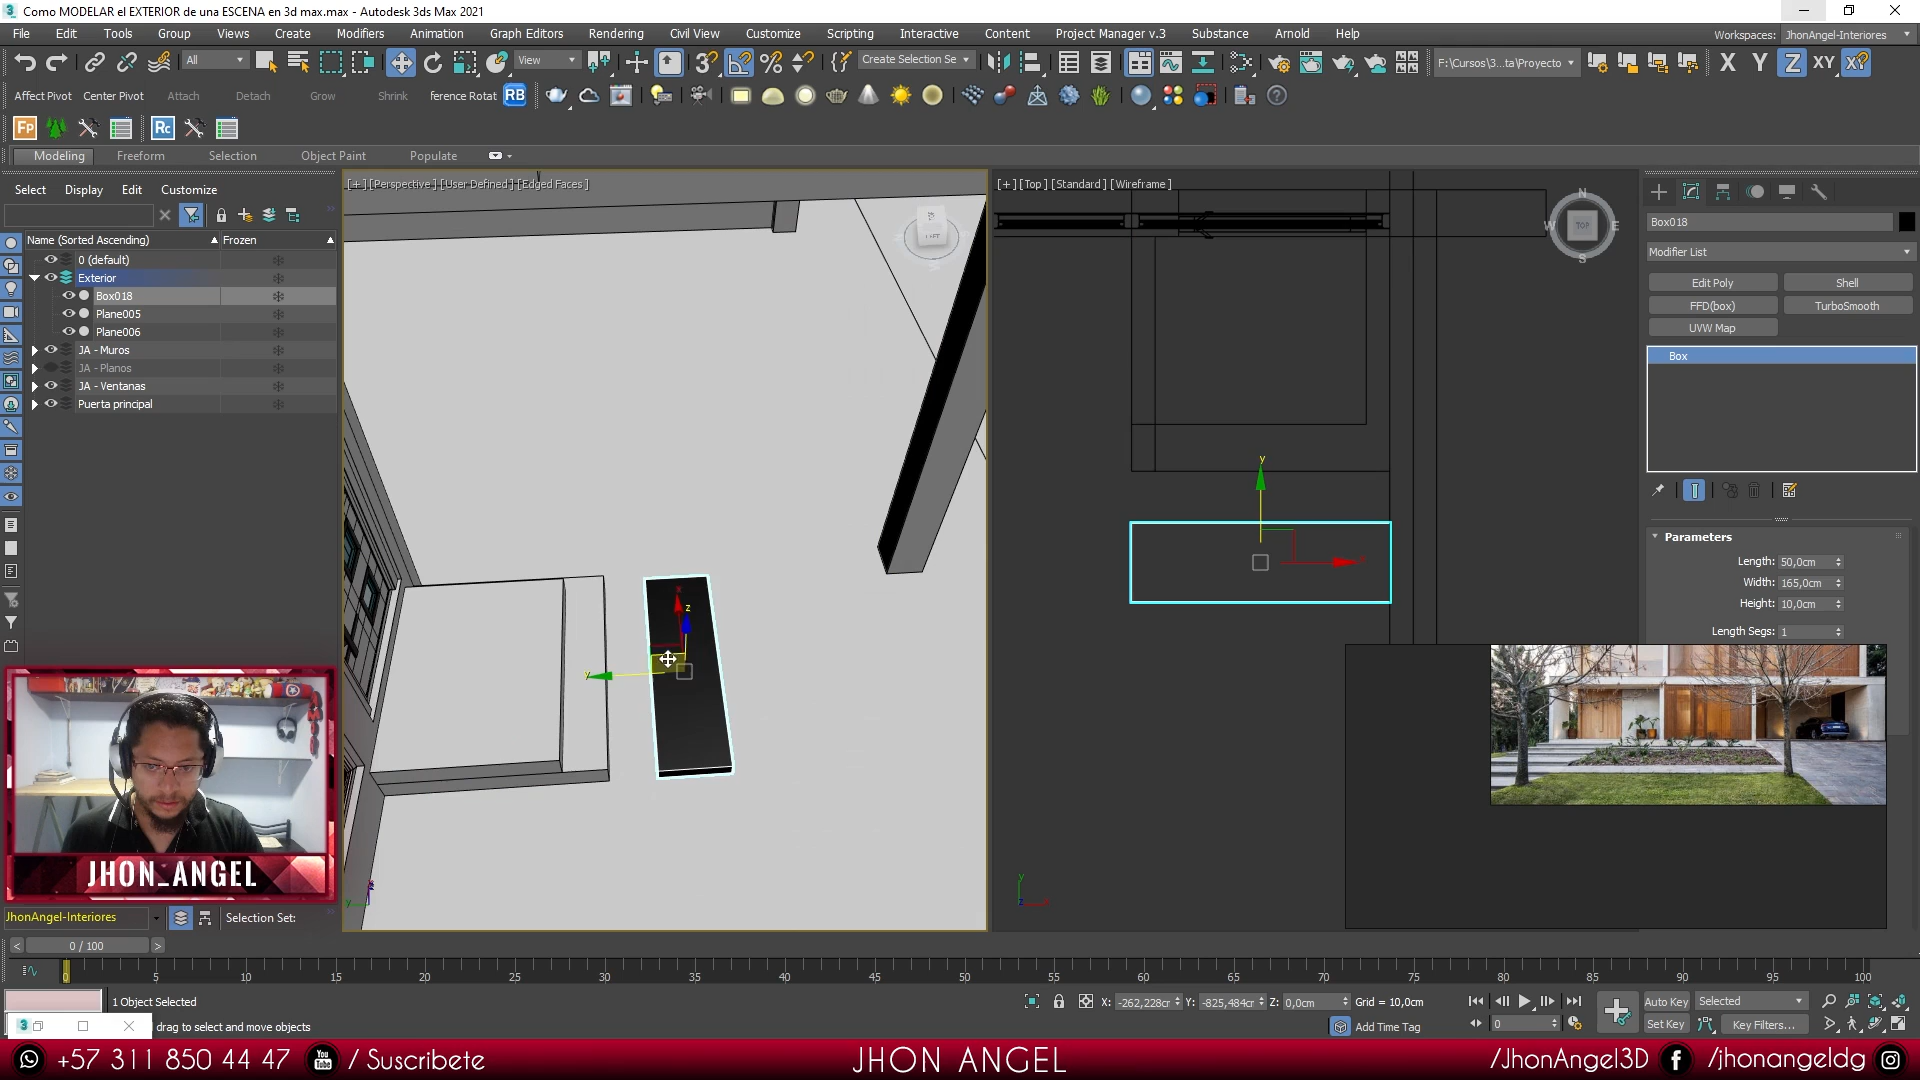 Como MODELAR el EXTERIOR de una ESCENA en 3d max.max - Autodesk 3ds Max 2021
File Edit Tools Group Views Create Modifiers Animation Graph Editors Rendering Civil View Customize Scripting Interactive Content Project Manager v.3 Substance Arnold Help
Workspaces: JhonAngel-Interiores
All View Create Selection Se F:\Cursos\3...ta\Proyecto X Y Z XY
Affect Pivot Center Pivot Attach Detach Grow Shrink ference Rotat RB
Fp Rc
Modeling Freeform Selection Object Paint Populate
Select Display Edit Customize
[+] [Perspective] [User Defined] [Edged Faces]
[+] [Top] [Standard] [Wireframe]
Name (Sorted Ascending) Frozen
0 (default)
Exterior
Box018
Plane005
Plane006
JA - Muros
JA - Planos
JA - Ventanas
Puerta principal
LEFT
N
W TOP E
S
y
x
z
y
Box018
Modifier List
Edit Poly Shell
FFD(box) TurboSmooth
UVW Map
Box
Parameters
Length: 50,0cm
Width: 165,0cm
Height: 10,0cm
Length Segs: 1
JHON_ANGEL
JhonAngel-Interiores Selection Set:
< 0 / 100 >
0 5 10 15 20 25 30 35 40 45 50 55 60 65 70 75 80 85 90 95 100
1 Object Selected
drag to select and move objects
X: -262,228cr Y: -825,484cr Z: 0,0cm Grid = 10,0cm
Add Time Tag
0
Auto Key Selected
Set Key Key Filters...
+57 311 850 44 47 You Tube / Suscribete JHON ANGEL /JhonAngel3D /jhonangeldg